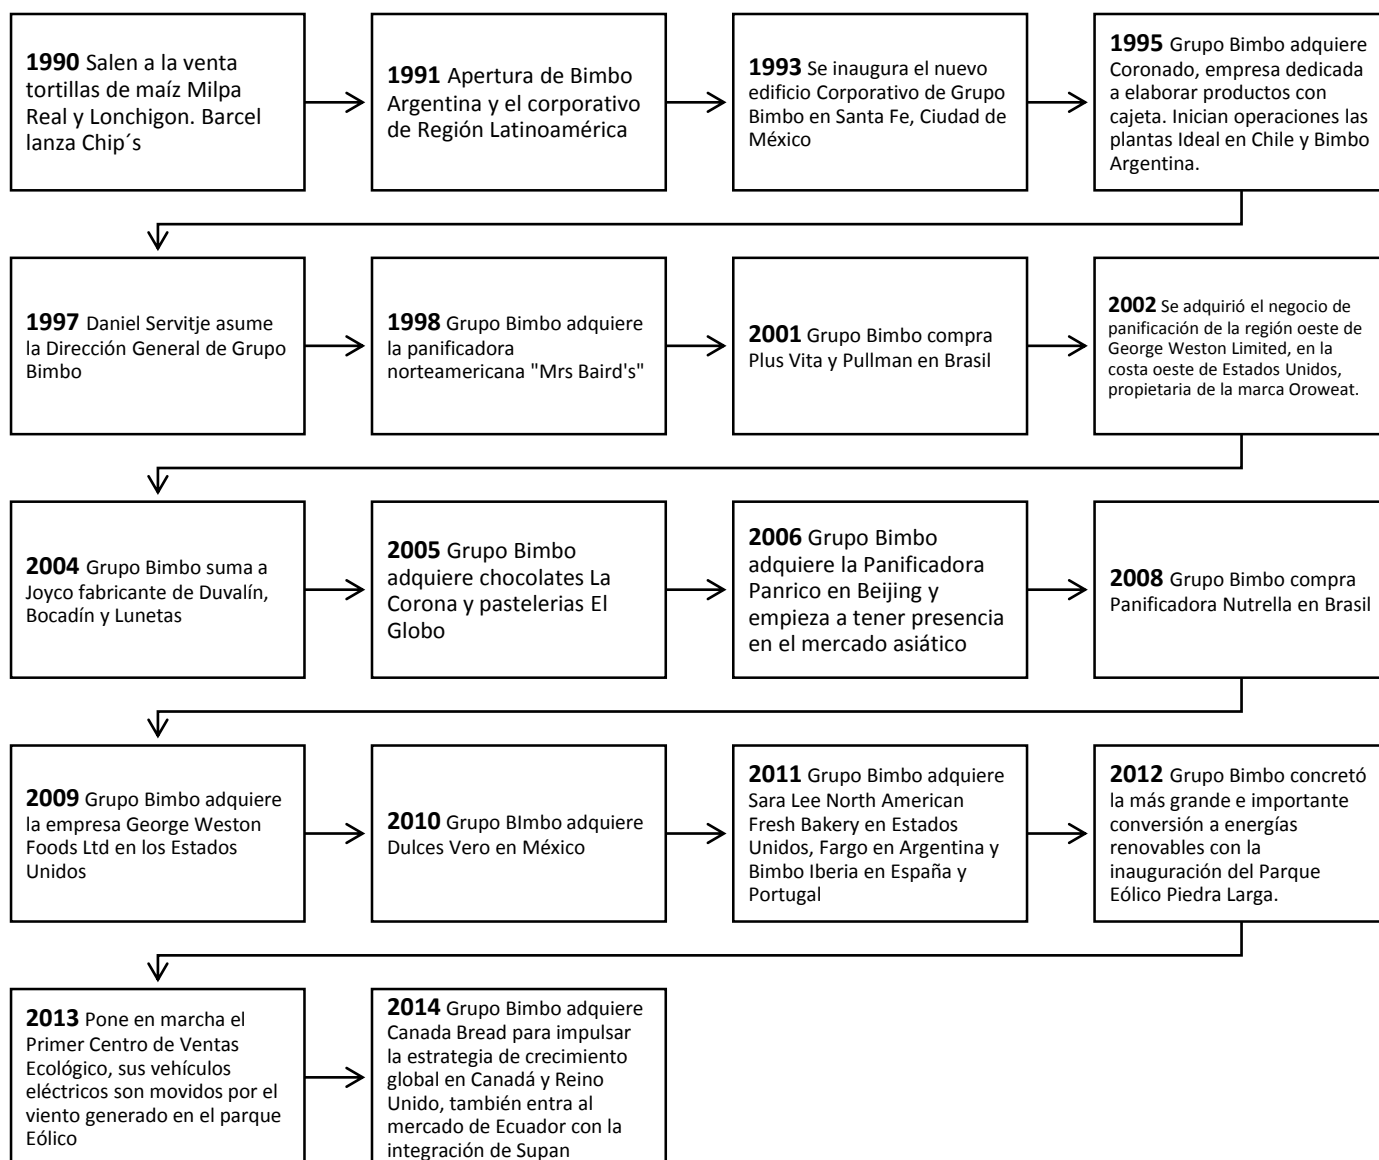 1990 Salen a la venta
tortillas de maíz Milpa
Real y Lonchigon. Barcel
lanza Chip´s
1991 Apertura de Bimbo
Argentina y el corporativo
de Región Latinoamérica
1993 Se inaugura el nuevo
edificio Corporativo de Grupo
Bimbo en Santa Fe, Ciudad de
México
1995 Grupo Bimbo adquiere
Coronado, empresa dedicada
a elaborar productos con
cajeta. Inician operaciones las
plantas Ideal en Chile y Bimbo
Argentina.
1997 Daniel Servitje asume
la Dirección General de Grupo
Bimbo
1998 Grupo Bimbo adquiere
la panificadora
norteamericana "Mrs Baird's"
2001 Grupo Bimbo compra
Plus Vita y Pullman en Brasil
2002 Se adquirió el negocio de
panificación de la región oeste de
George Weston Limited, en la
costa oeste de Estados Unidos,
propietaria de la marca Oroweat.
2004 Grupo Bimbo suma a
Joyco fabricante de Duvalín,
Bocadín y Lunetas
2005 Grupo Bimbo
adquiere chocolates La
Corona y pastelerias El
Globo
2006 Grupo Bimbo
adquiere la Panificadora
Panrico en Beijing y
empieza a tener presencia
en el mercado asiático
2008 Grupo Bimbo compra
Panificadora Nutrella en Brasil
2009 Grupo Bimbo adquiere
la empresa George Weston
Foods Ltd en los Estados
Unidos
2010 Grupo BImbo adquiere
Dulces Vero en México
2011 Grupo Bimbo adquiere
Sara Lee North American
Fresh Bakery en Estados
Unidos, Fargo en Argentina y
Bimbo Iberia en España y
Portugal
2012 Grupo Bimbo concretó
la más grande e importante
conversión a energías
renovables con la
inauguración del Parque
Eólico Piedra Larga.
2013 Pone en marcha el
Primer Centro de Ventas
Ecológico, sus vehículos
eléctricos son movidos por el
viento generado en el parque
Eólico
2014 Grupo Bimbo adquiere
Canada Bread para impulsar
la estrategia de crecimiento
global en Canadá y Reino
Unido, también entra al
mercado de Ecuador con la
integración de Supan